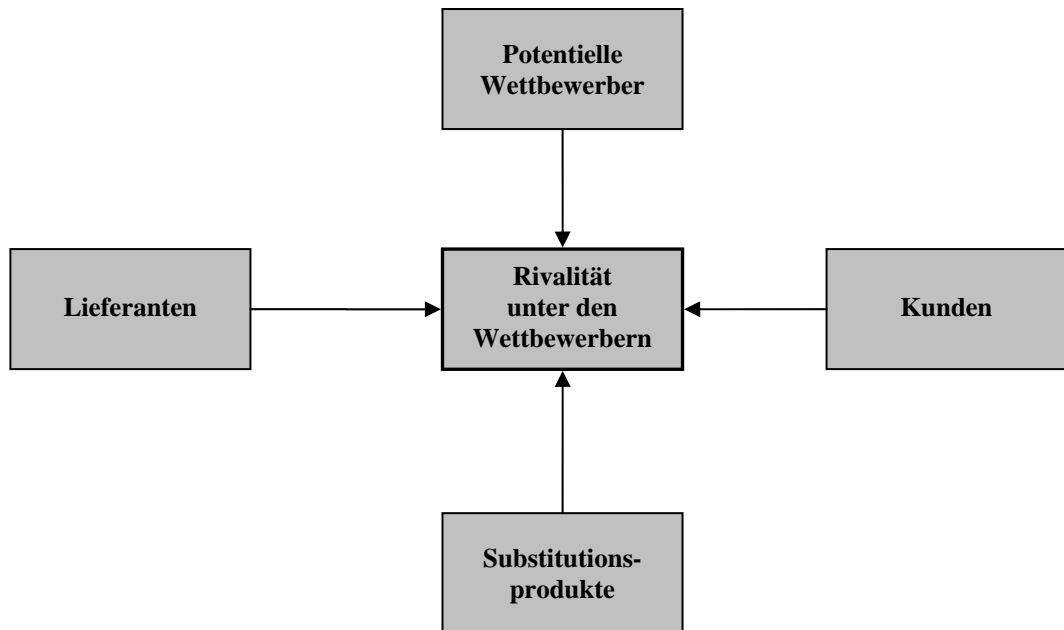 Potentielle
Wettbewerber
Lieferanten
Rivalität
unter den
Wettbewerbern
Kunden
Substitutions-
produkte